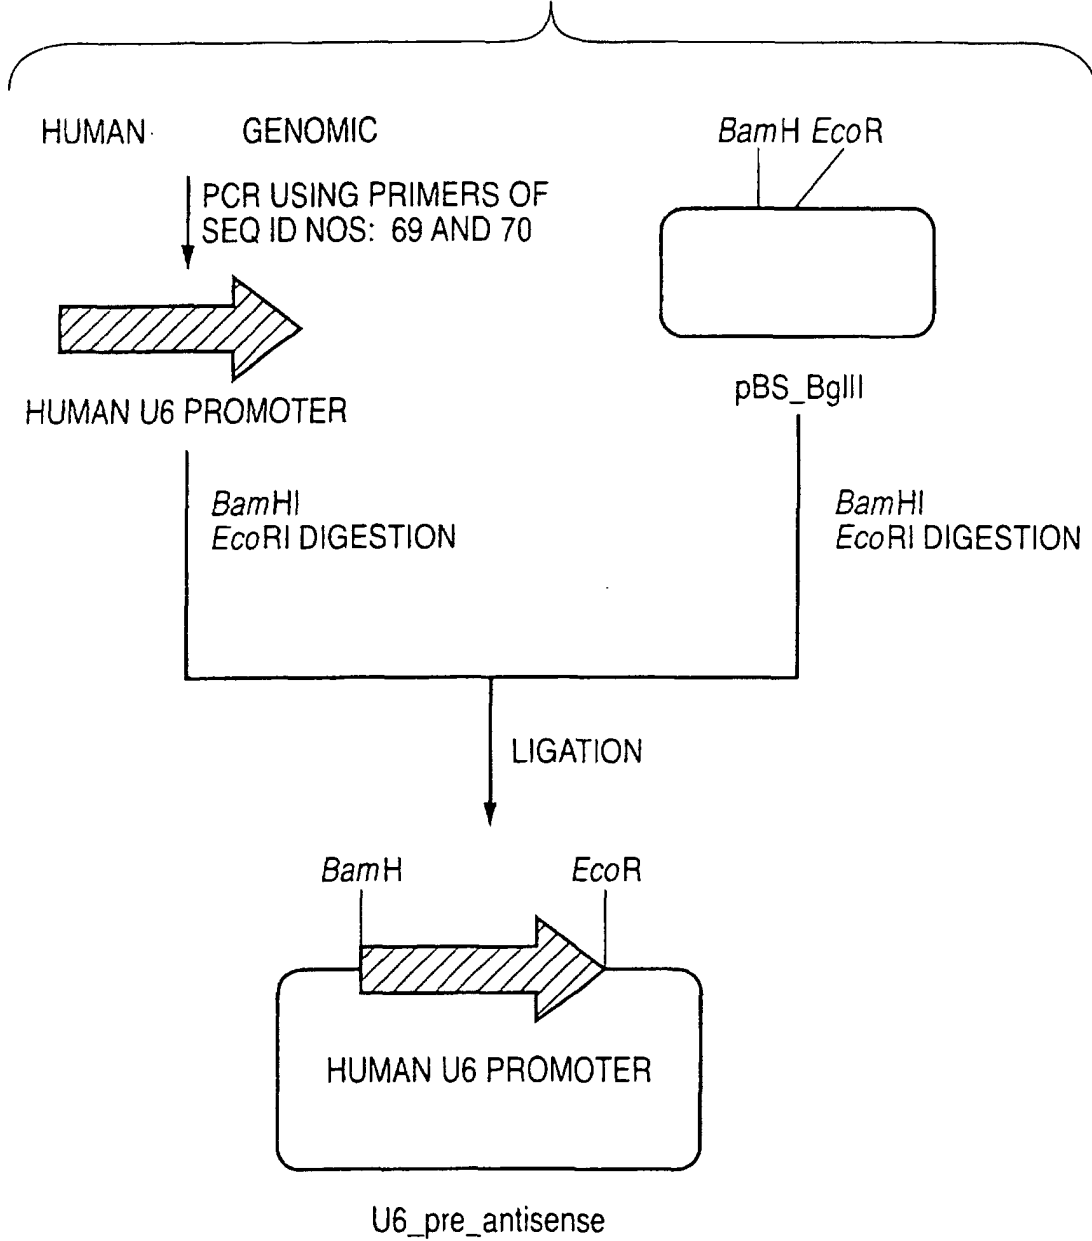 HUMAN GENOMIC
BamH EcoR
PCR USING PRIMERS OF
SEQ ID NOS: 69 AND 70
pBS_BglII
HUMAN U6 PROMOTER
BamHI
EcoRI DIGESTION
BamHI
EcoRI DIGESTION
LIGATION
BamH EcoR
HUMAN U6 PROMOTER
U6_pre_antisense